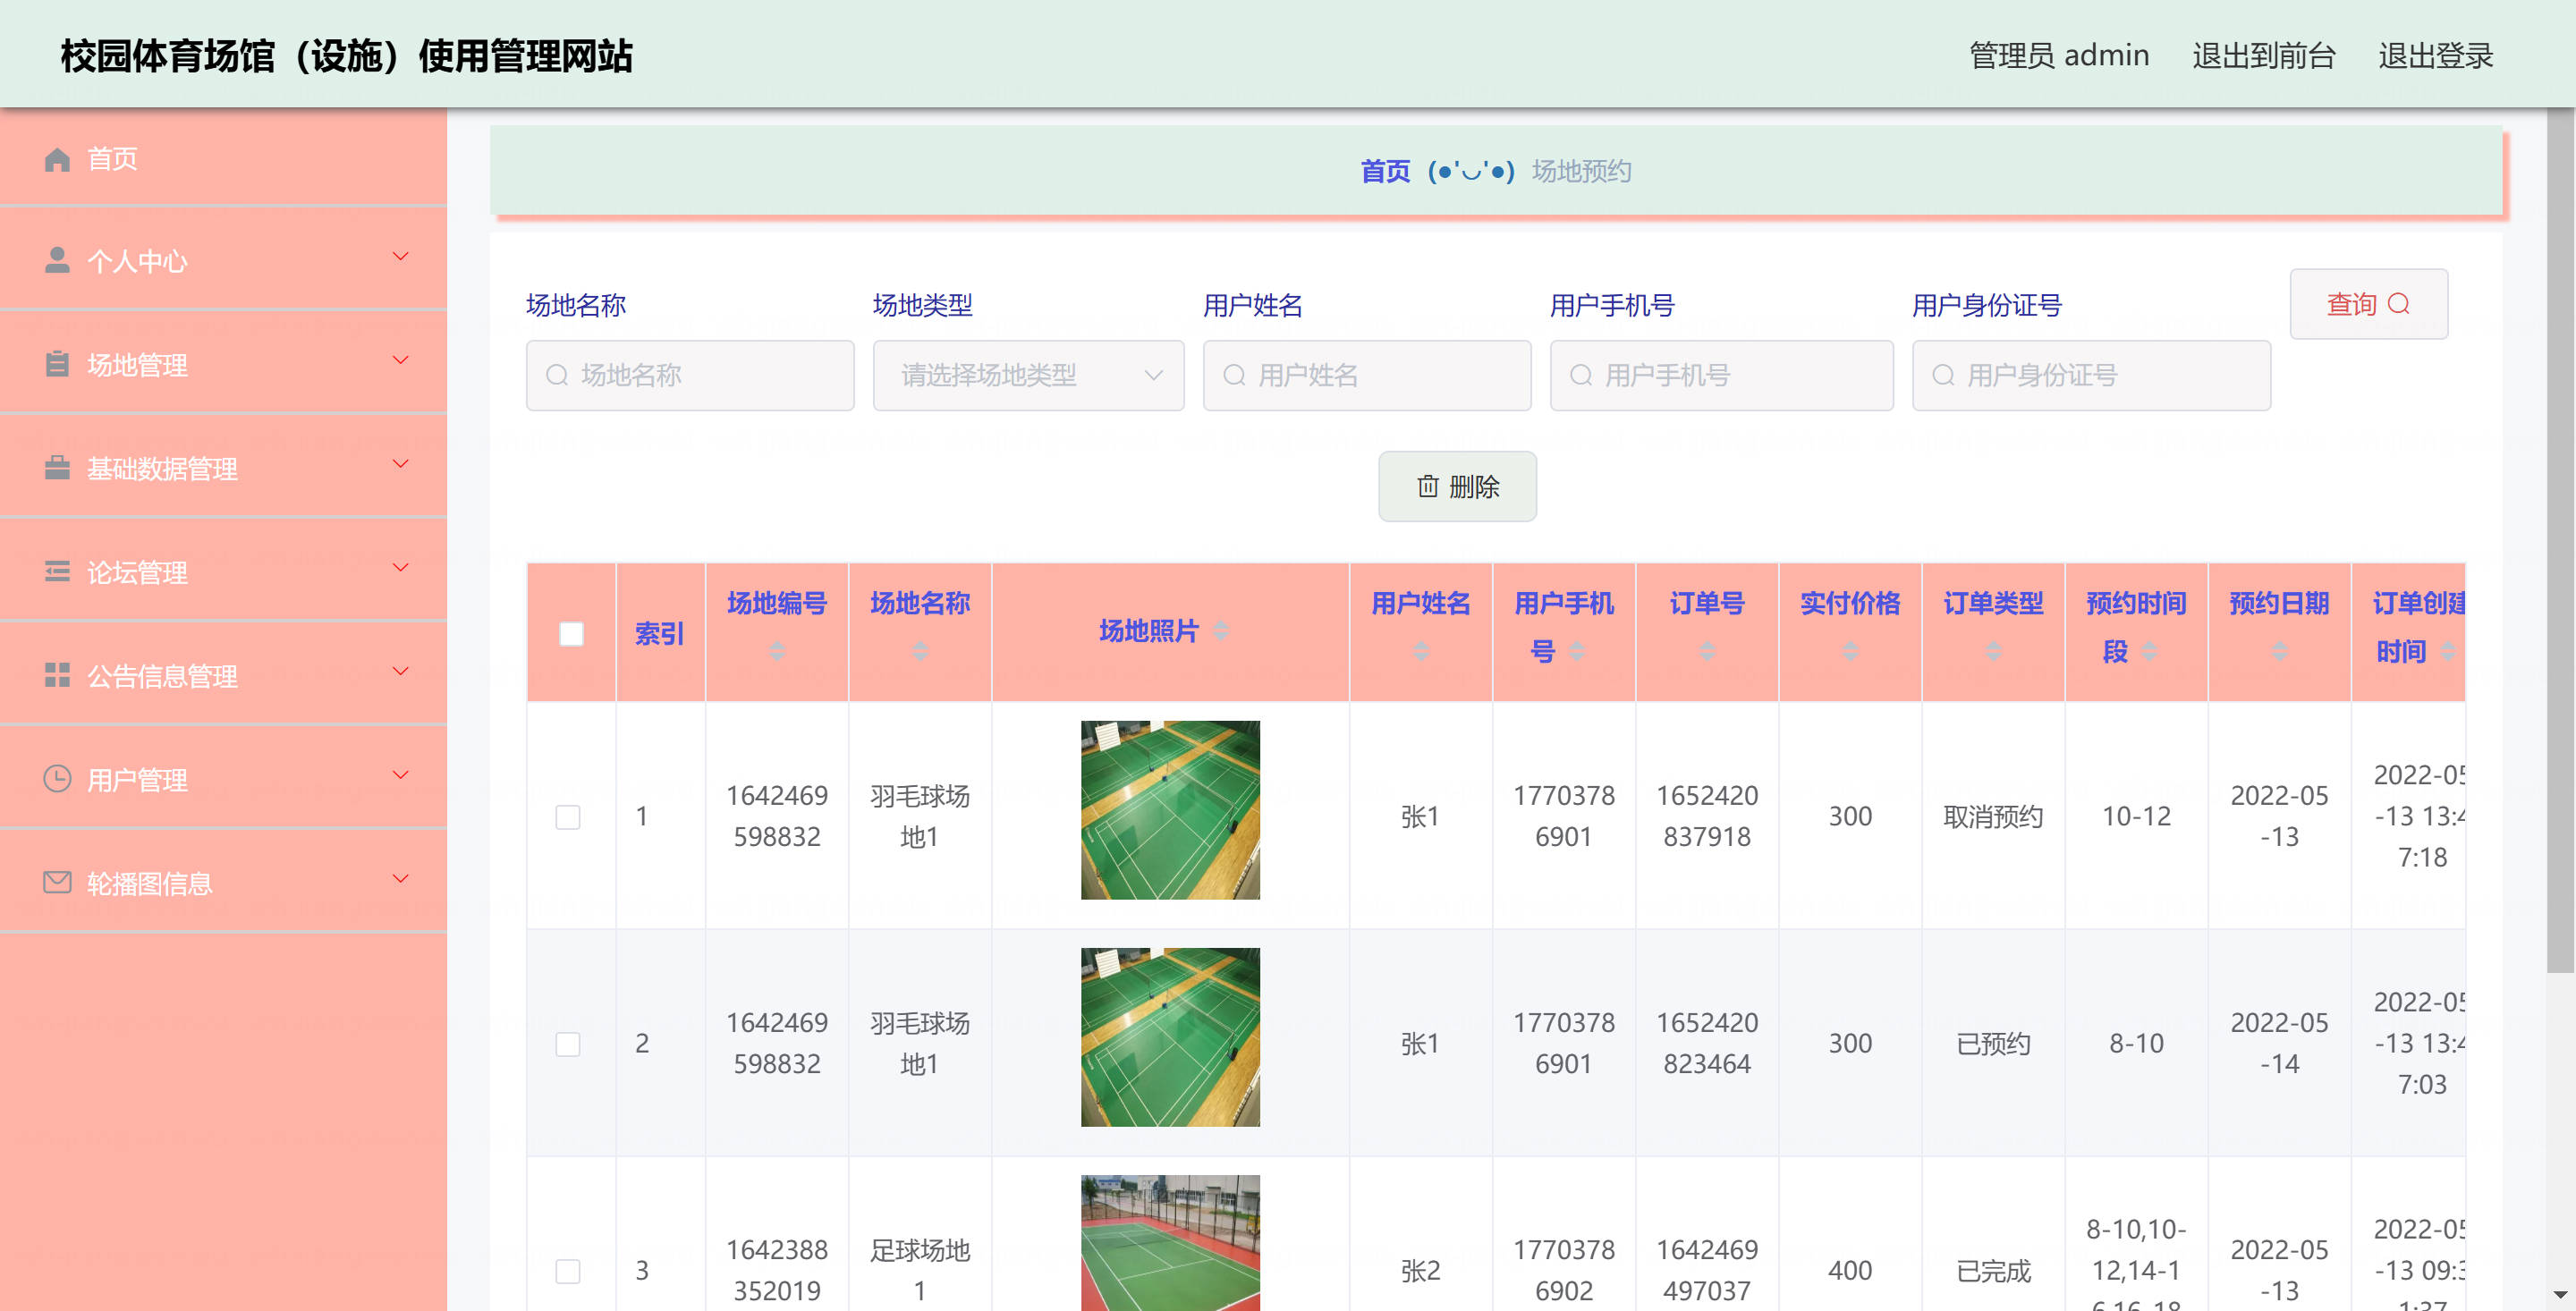 校园体育场馆（设施）使用管理网站
管理员 admin 退出到前台 退出登录
首页
个人中心
场地管理
基础数据管理
论坛管理
公告信息管理
用户管理
轮播图信息
首页 (●'◡'●) 场地预约
场地名称 场地类型 用户姓名 用户手机号 用户身份证号 查询
场地名称 请选择场地类型 用户姓名 用户手机号 用户身份证号
删除
索引 场地编号 场地名称 场地照片 用户姓名 用户手机号 订单号 实付价格 订单类型 预约时间段 预约日期 订单创建时间
1 1642469598832 羽毛球场地1 张1 17703786901 1652420837918 300 取消预约 10-12 2022-05-13 2022-05-13 13:47:18
2 1642469598832 羽毛球场地1 张1 17703786901 1652420823464 300 已预约 8-10 2022-05-14 2022-05-13 13:47:03
3 1642388352019 足球场地1 张2 17703786902 1642469497037 400 已完成 8-10,10-12,14-16,16-18 2022-05-13 2022-05-13 09:31:37